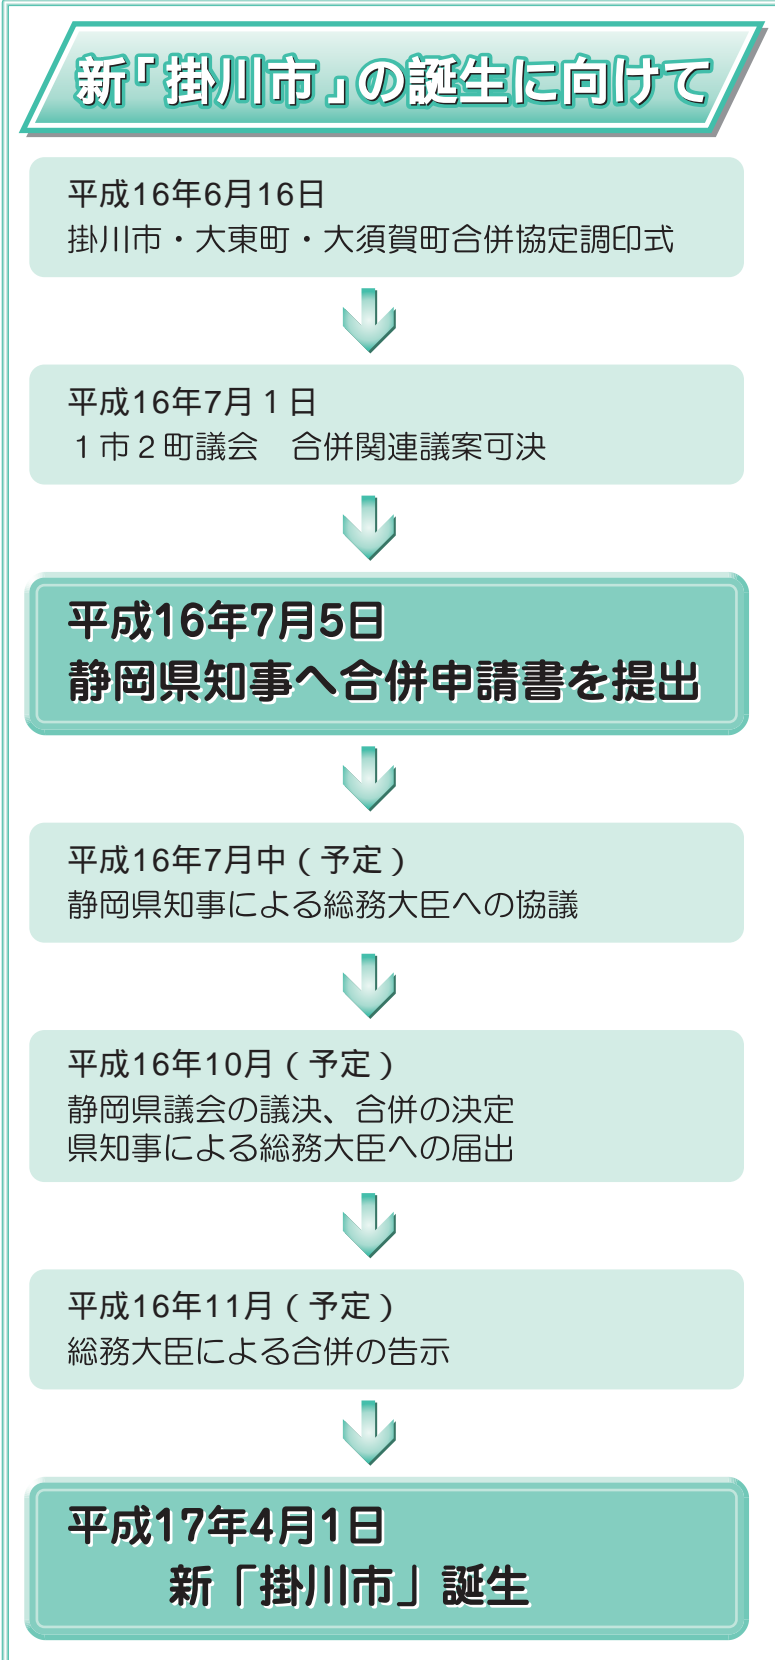 新「掛川市」の誕生に向けて
平成16年6月16日
掛川市・大東町・大須賀町合併協定調印式
平成16年7月１日
１市２町議会　合併関連議案可決
平成16年7月5日
静岡県知事へ合併申請書を提出
平成16年7月中（予定）
静岡県知事による総務大臣への協議
平成16年10月（予定）
静岡県議会の議決、合併の決定
県知事による総務大臣への届出
平成16年11月（予定）
総務大臣による合併の告示
平成17年4月1日
新「掛川市」誕生